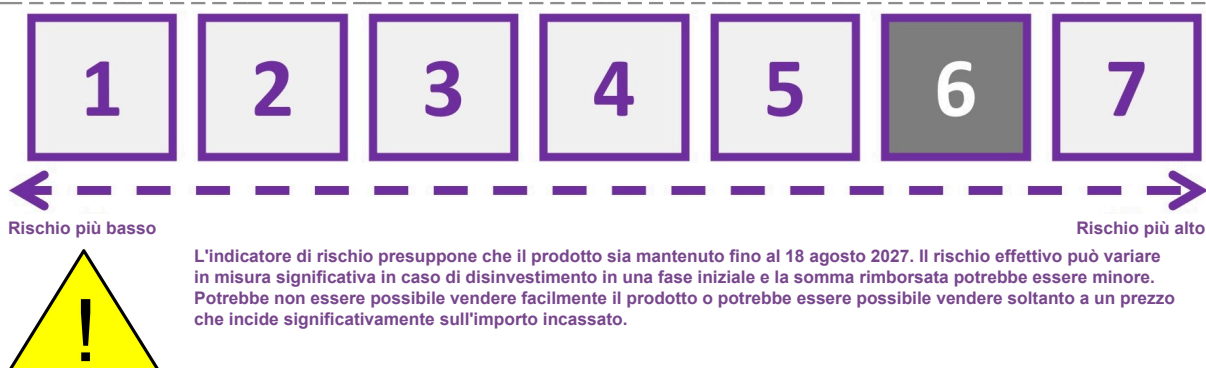 1 2 3 4 5 6 7
Rischio più basso Rischio più alto
L'indicatore di rischio presuppone che il prodotto sia mantenuto fino al 18 agosto 2027. Il rischio effettivo può variare
in misura significativa in caso di disinvestimento in una fase iniziale e la somma rimborsata potrebbe essere minore.
Potrebbe non essere possibile vendere facilmente il prodotto o potrebbe essere possibile vendere soltanto a un prezzo
che incide significativamente sull'importo incassato.
!